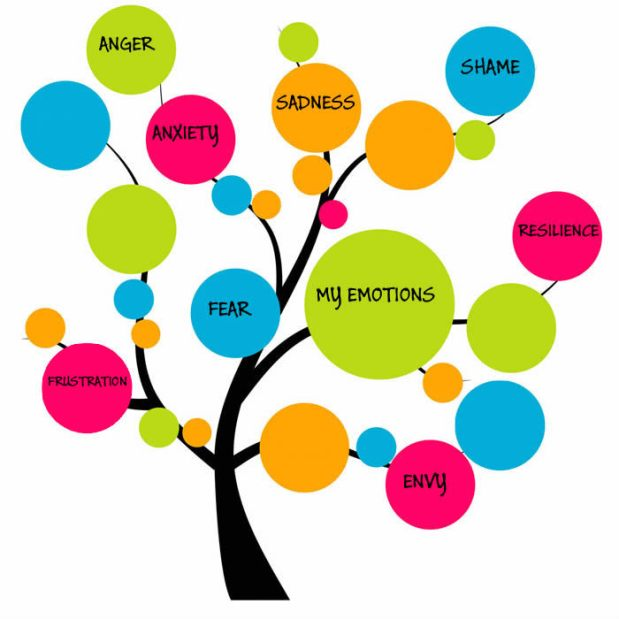 ANGER
SHAME
SADNESS
ANXIETY
RESILIENCE
MY EMOTIONS
FEAR
FRUSTRATION
ENVY